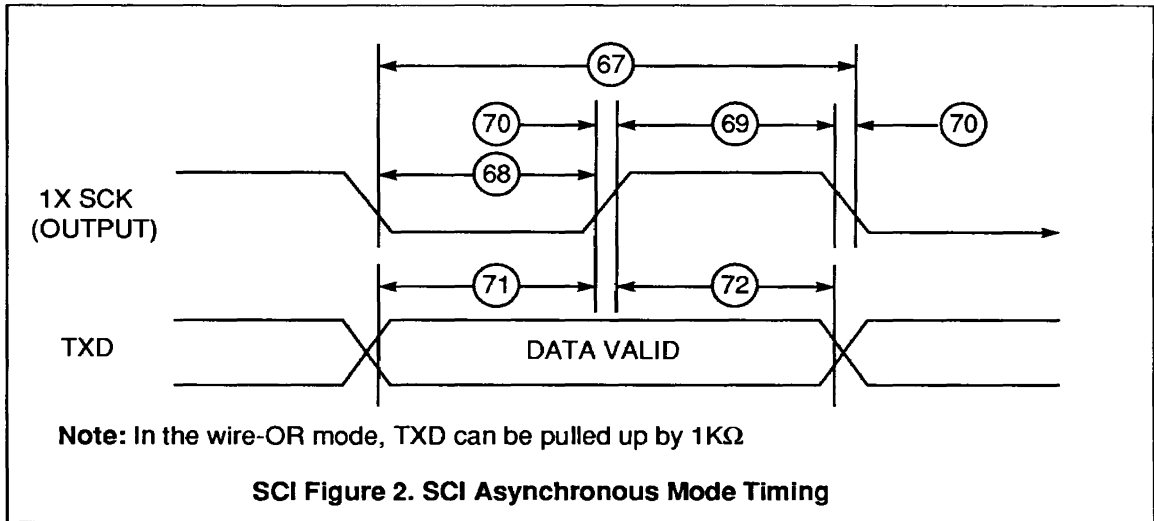 67
70
69
70
68
1X SCK
(OUTPUT)
71
72
TXD
DATA VALID
Note: In the wire-OR mode, TXD can be pulled up by 1KΩ
SCI Figure 2. SCI Asynchronous Mode Timing